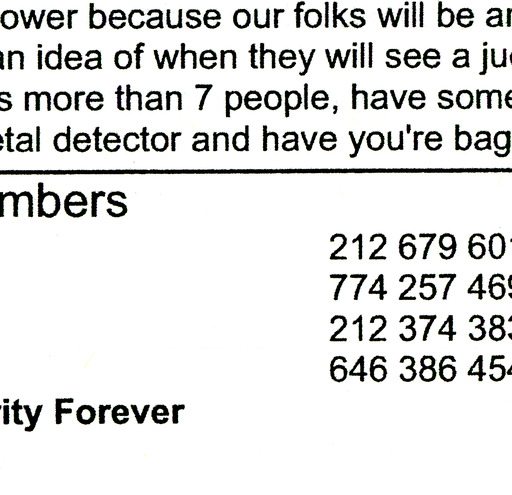 ower because our folks will be
an idea of when they will see a
s more than 7 people, have some
etal detector and have you're bag
mbers
212 679 60
774 257 46
212 374 38
646 386 45
rity Forever